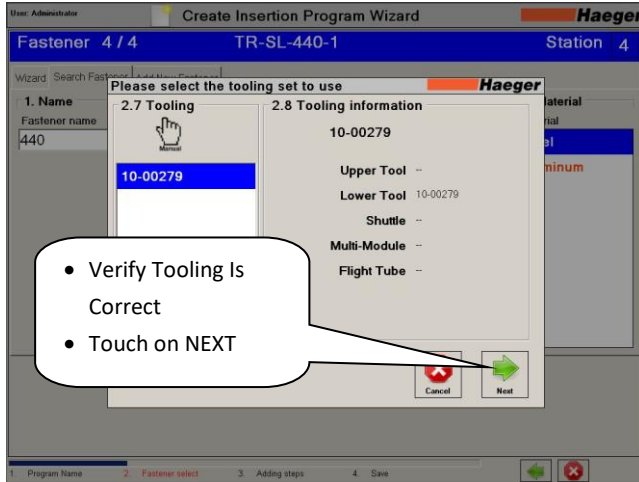 User: Administrator
Create Insertion Program Wizard
Haeger
Fastener 4 / 4
TR-SL-440-1
Station 4
Wizard
Search Fastener
Add New Fastener
Please select the tooling set to use
Haeger
1. Name
Fastener name
440
2.7 Tooling
Manual
10-00279
2.8 Tooling information
10-00279
Upper Tool --
Lower Tool 10-00279
Shuttle --
Multi-Module --
Flight Tube --
• Verify Tooling Is
Correct
• Touch on NEXT
Cancel
Next
1. Program Name
2. Fastener select
3. Adding steps
4. Save